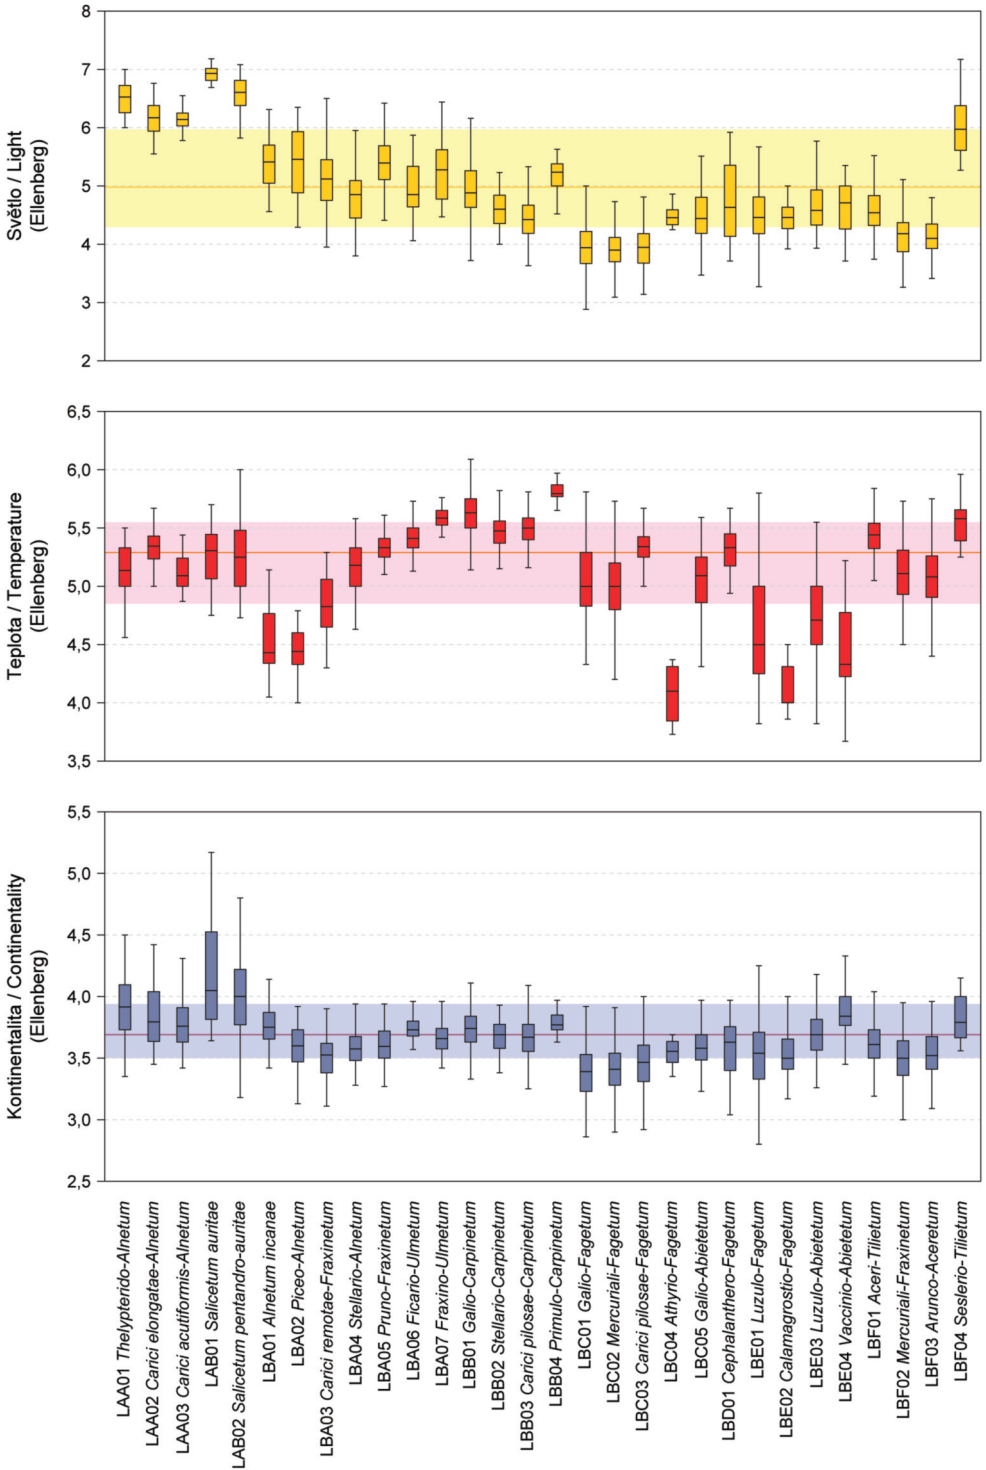 Světlo / Light
(Ellenberg)
8
7
6
5
4
3
2
Teplota / Temperature
(Ellenberg)
6,5
6,0
5,5
5,0
4,5
4,0
3,5
Kontinentalita / Continentality
(Ellenberg)
5,5
5,0
4,5
4,0
3,5
3,0
2,5
LAA01 Thelypterido-Alnetum
LAA02 Carici elongatae-Alnetum
LAA03 Carici acutiformis-Alnetum
LAB01 Salicetum auritae
LAB02 Salicetum pentandro-auritae
LBA01 Alnetum incanae
LBA02 Piceo-Alnetum
LBA03 Carici remotae-Fraxinetum
LBA04 Stellario-Alnetum
LBA05 Pruno-Fraxinetum
LBA06 Ficario-Ulmetum
LBA07 Fraxino-Ulmetum
LBB01 Galio-Carpinetum
LBB02 Stellario-Carpinetum
LBB03 Carici pilosae-Carpinetum
LBB04 Primulo-Carpinetum
LBC01 Galio-Fagetum
LBC02 Mercuriali-Fagetum
LBC03 Carici pilosae-Fagetum
LBC04 Athyrio-Fagetum
LBC05 Galio-Abietetum
LBD01 Cephalanthero-Fagetum
LBE01 Luzulo-Fagetum
LBE02 Calamagrostio-Fagetum
LBE03 Luzulo-Abietetum
LBE04 Vaccinio-Abietetum
LBF01 Aceri-Tilietum
LBF02 Mercuriali-Fraxinetum
LBF03 Arunco-Aceretum
LBF04 Seslerio-Tilietum